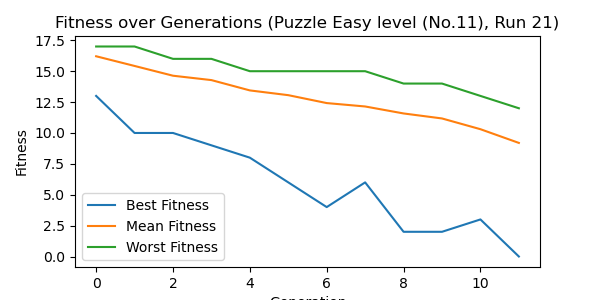 Fitness over Generations (Puzzle Easy level (No.11), Run 21)
17.5
15.0
12.5
10.0
7.5
5.0
2.5
0.0
Fitness
Best Fitness
Mean Fitness
Worst Fitness
0 2 4 6 8 10
Generation